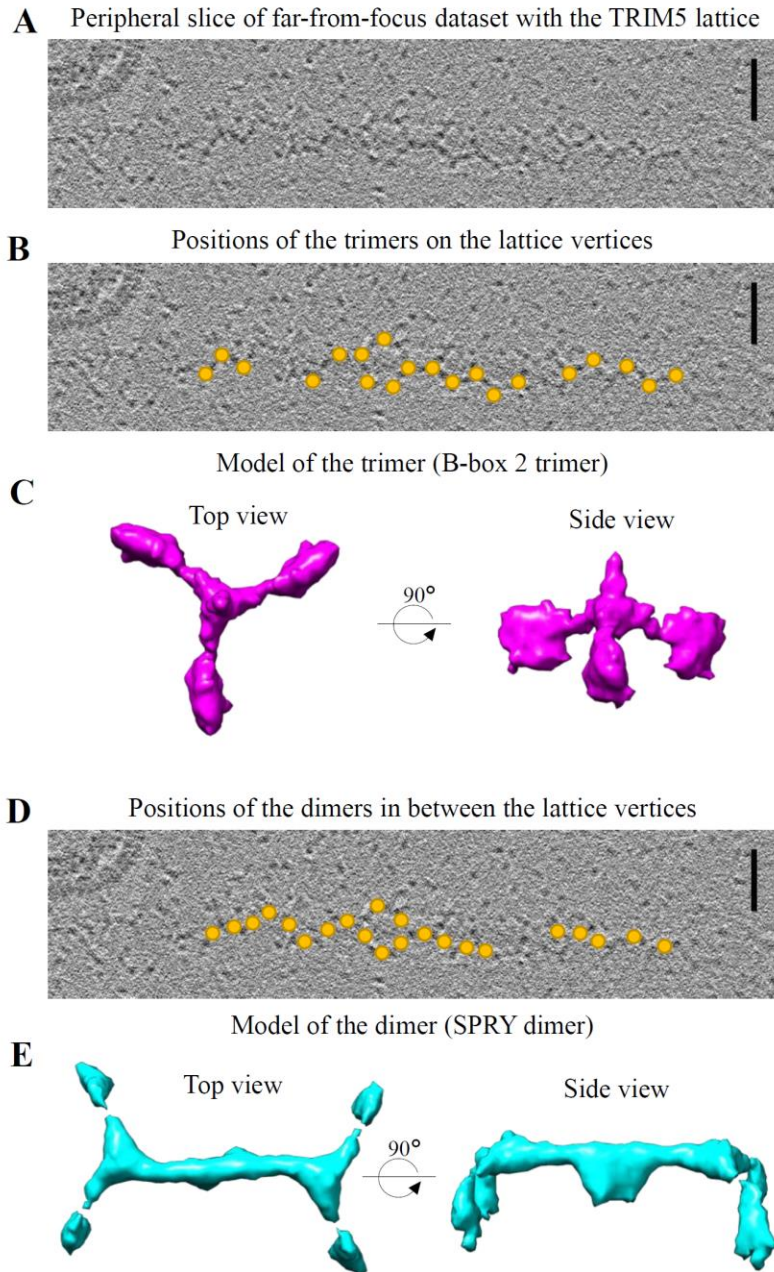 A
Peripheral slice of far-from-focus dataset with the TRIM5 lattice
B
Positions of the trimers on the lattice vertices
Model of the trimer (B-box 2 trimer)
C
Top view
Side view
90°
D
Positions of the dimers in between the lattice vertices
Model of the dimer (SPRY dimer)
E
Top view
Side view
90°